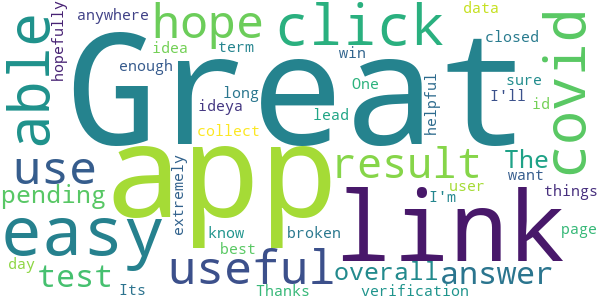 hopefully
anywhere
hope
click
data
closed
covid
able
Great
idea
term
win
enough
long
One
sure
I'll
ideya
lead
helpful
id
collect
use
app
result
The
want
things
pending
extremely
user
I'm
link
page
easy
know
broken
best
day
test
useful
overall
answer
Its
Thanks
verification